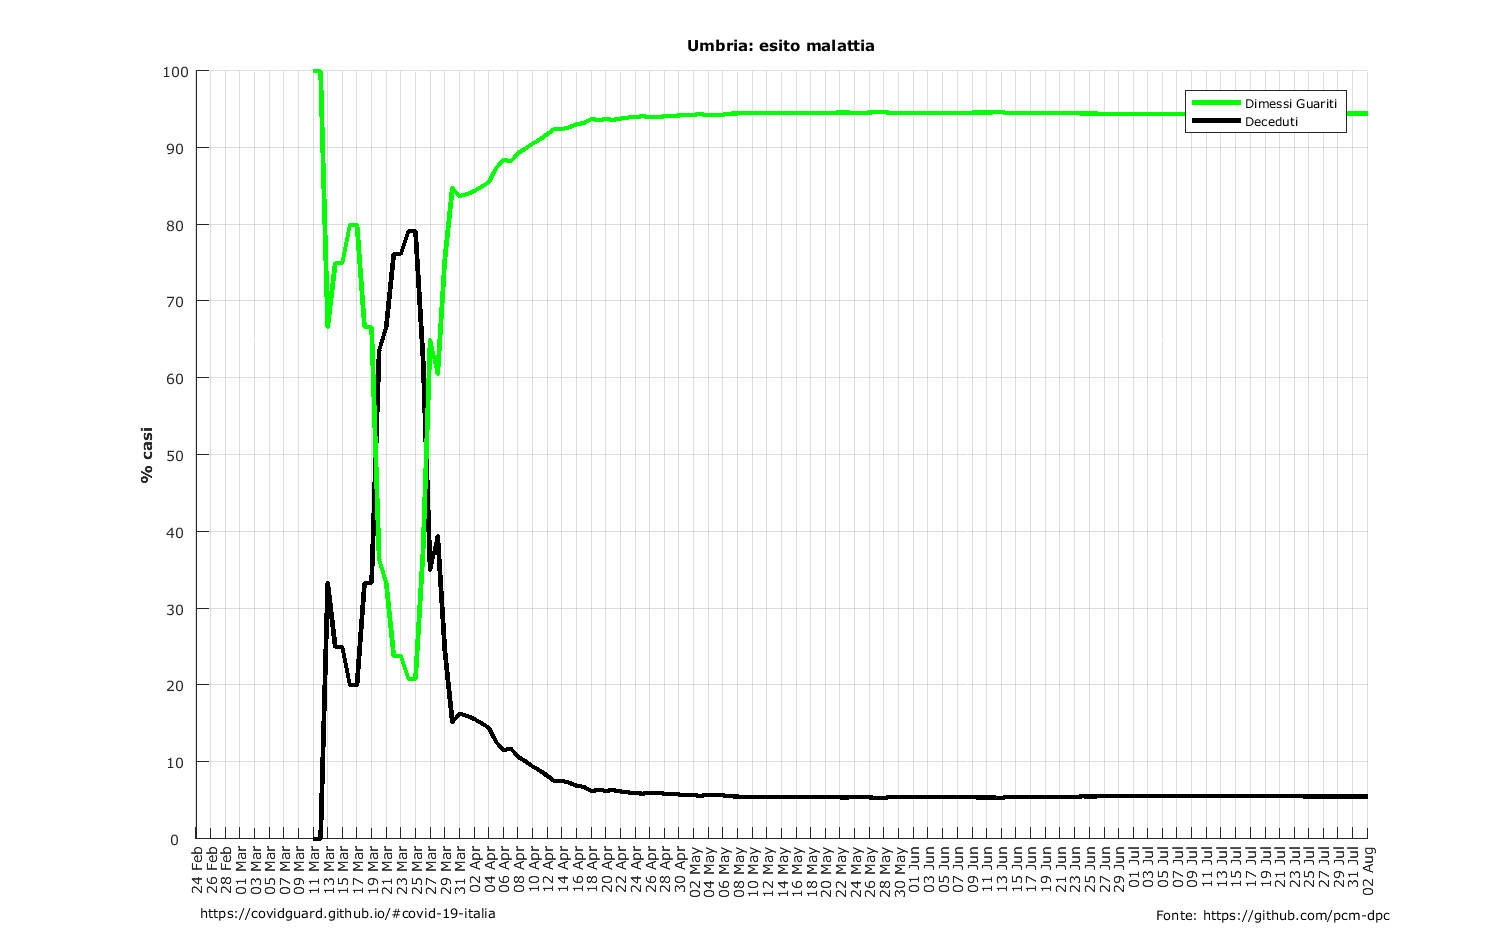 Umbria: esito malattia
% casi
100
90
80
70
60
50
40
30
20
10
0
Dimessi Guariti
Deceduti
24 Feb
26 Feb
28 Feb
01 Mar
03 Mar
05 Mar
07 Mar
09 Mar
11 Mar
13 Mar
15 Mar
17 Mar
19 Mar
21 Mar
23 Mar
25 Mar
27 Mar
29 Mar
31 Mar
02 Apr
04 Apr
06 Apr
08 Apr
10 Apr
12 Apr
14 Apr
16 Apr
18 Apr
20 Apr
22 Apr
24 Apr
26 Apr
28 Apr
30 Apr
02 May
04 May
06 May
08 May
10 May
12 May
14 May
16 May
18 May
20 May
22 May
24 May
26 May
28 May
30 May
01 Jun
03 Jun
05 Jun
07 Jun
09 Jun
11 Jun
13 Jun
15 Jun
17 Jun
19 Jun
21 Jun
23 Jun
25 Jun
27 Jun
29 Jun
01 Jul
03 Jul
05 Jul
07 Jul
09 Jul
11 Jul
13 Jul
15 Jul
17 Jul
19 Jul
21 Jul
23 Jul
25 Jul
27 Jul
29 Jul
31 Jul
02 Aug
https://covidguard.github.io/#covid-19-italia
Fonte: https://github.com/pcm-dpc